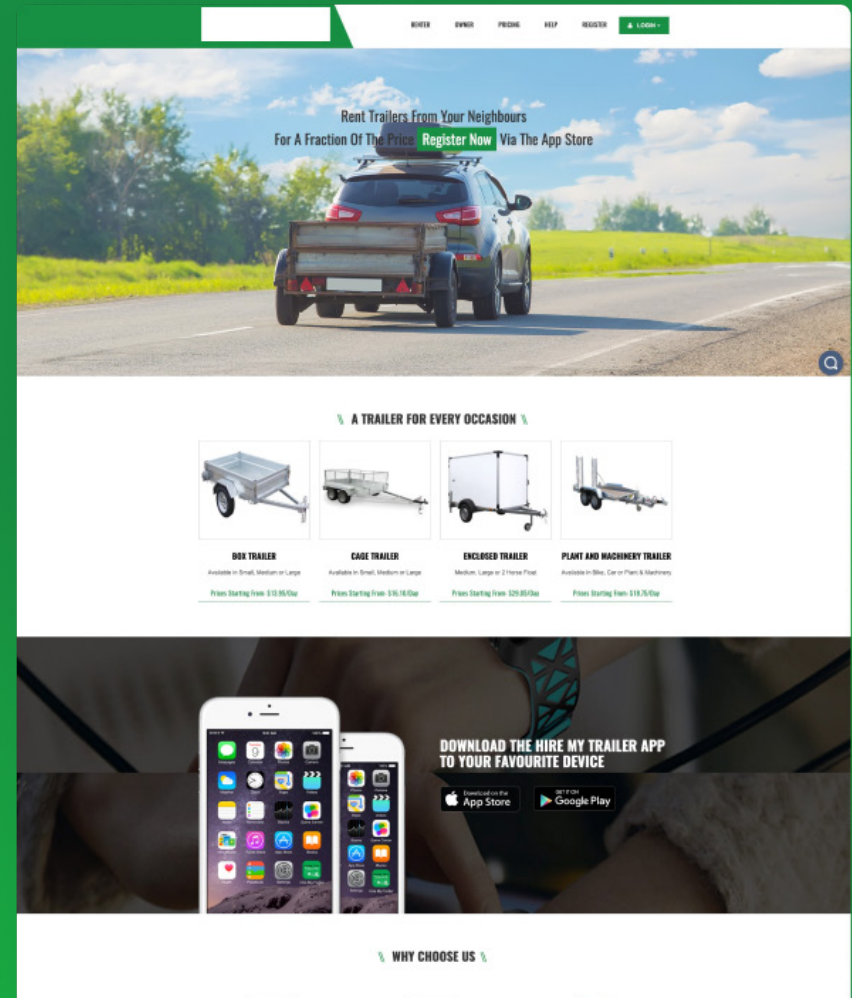 RENTER OWNER PRICING HELP REGISTER LOGIN
Rent Trailers From Your Neighbours
For A Fraction Of The Price Register Now Via The App Store
A TRAILER FOR EVERY OCCASION
BOX TRAILER CAGE TRAILER ENCLOSED TRAILER PLANT AND MACHINERY TRAILER
Available in Small, Medium or Large Available in Small, Medium or Large Medium, Large or 2 Horse Float Available in Bike, Car or Plant & Machinery
Prices Starting From- $13.95/Day Prices Starting From- $16.10/Day Prices Starting From- $29.05/Day Prices Starting From- $18.75/Day
DOWNLOAD THE HIRE MY TRAILER APP
TO YOUR FAVOURITE DEVICE
Download on the App Store GET IT ON Google Play
WHY CHOOSE US